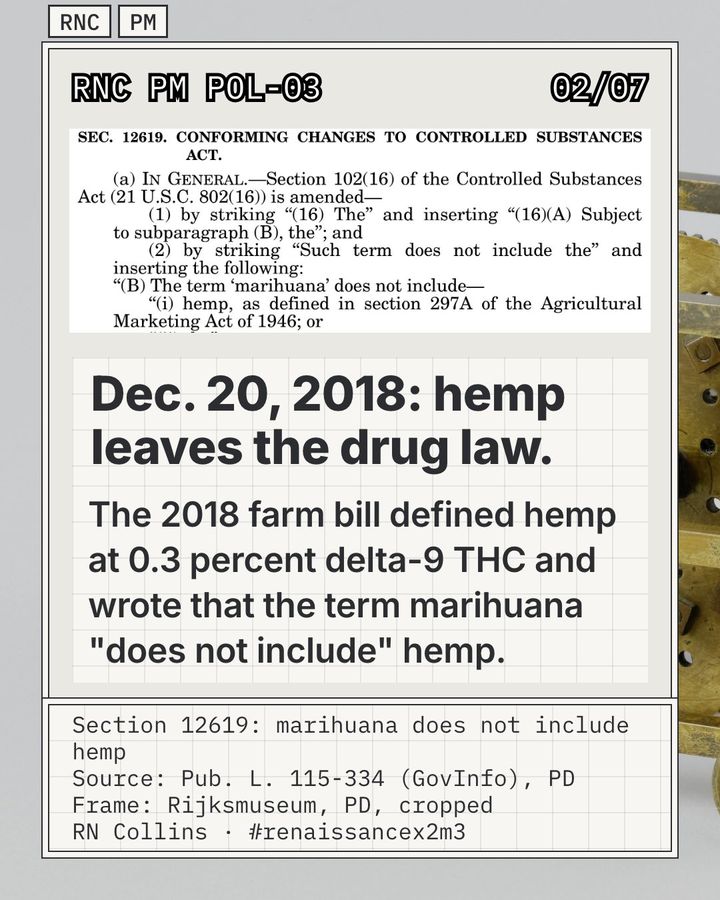 RNC PM
RNC PM POL-03 02/07
SEC. 12619. CONFORMING CHANGES TO CONTROLLED SUBSTANCES
ACT.
(a) IN GENERAL.—Section 102(16) of the Controlled Substances
Act (21 U.S.C. 802(16)) is amended—
(1) by striking “(16) The” and inserting “(16)(A) Subject
to subparagraph (B), the”; and
(2) by striking “Such term does not include the” and
inserting the following:
“(B) The term ‘marihuana’ does not include—
“(i) hemp, as defined in section 297A of the Agricultural
Marketing Act of 1946; or
Dec. 20, 2018: hemp
leaves the drug law.
The 2018 farm bill defined hemp
at 0.3 percent delta-9 THC and
wrote that the term marihuana
"does not include" hemp.
Section 12619: marihuana does not include
hemp
Source: Pub. L. 115-334 (GovInfo), PD
Frame: Rijksmuseum, PD, cropped
RN Collins · #renaissancex2m3